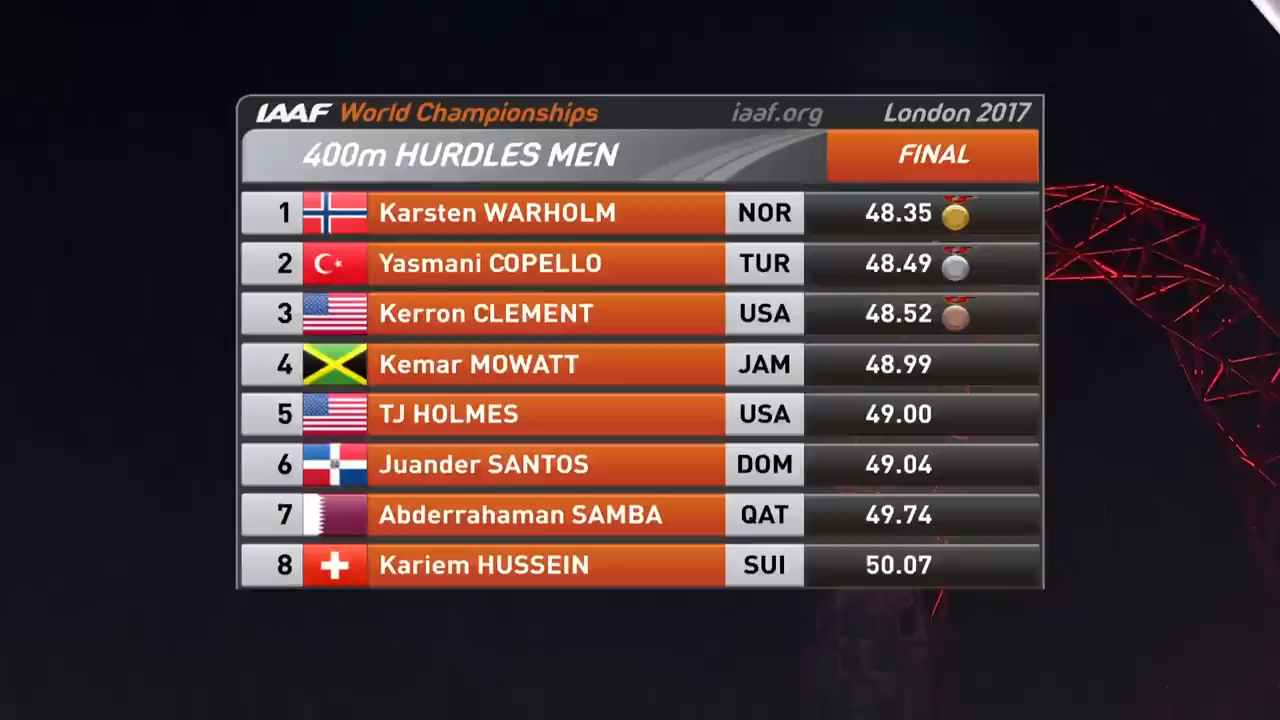 IAAF World Championships iaaf.org London 2017
400m HURDLES MEN FINAL
1 Karsten WARHOLM NOR 48.35
2 Yasmani COPELLO TUR 48.49
3 Kerron CLEMENT USA 48.52
4 Kemar MOWATT JAM 48.99
5 TJ HOLMES USA 49.00
6 Juander SANTOS DOM 49.04
7 Abderrahaman SAMBA QAT 49.74
8 Kariem HUSSEIN SUI 50.07